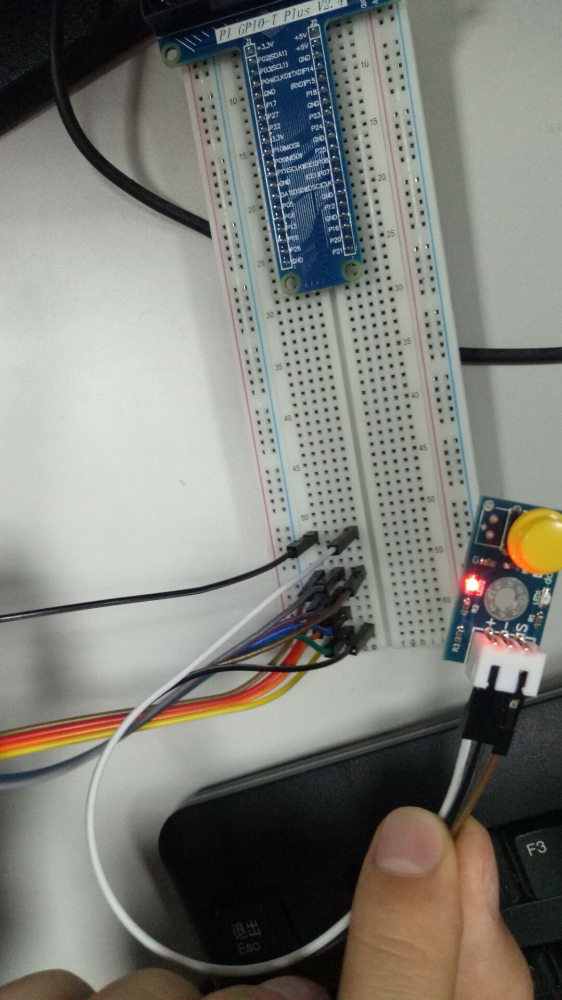 PI GPIO-T Plus V2.4
J1
J2
+3.3V
+5V
P02[SDA1]
+5V
P03[SCL1]
GND
P04[CLK0]
[TXD]P14
GND
[RXD]P15
P17
P18
P27
GND
P22
P23
3.3V
P24
P10[MOSI]
GND
P09[MISO]
P25
P11[SCLK]
[CE0]P08
GND
[CE1]P07
P05
GND
P06
P12
P13
GND
P19
P16
P26
P20
GND
P21
10
10
15
15
20
20
25
25
30
30
35
35
40
40
45
45
50
50
55
60
e
f g h i
C1
LED2
LED1
R2
R1
R3
+
-
S
F3
退出
Esc